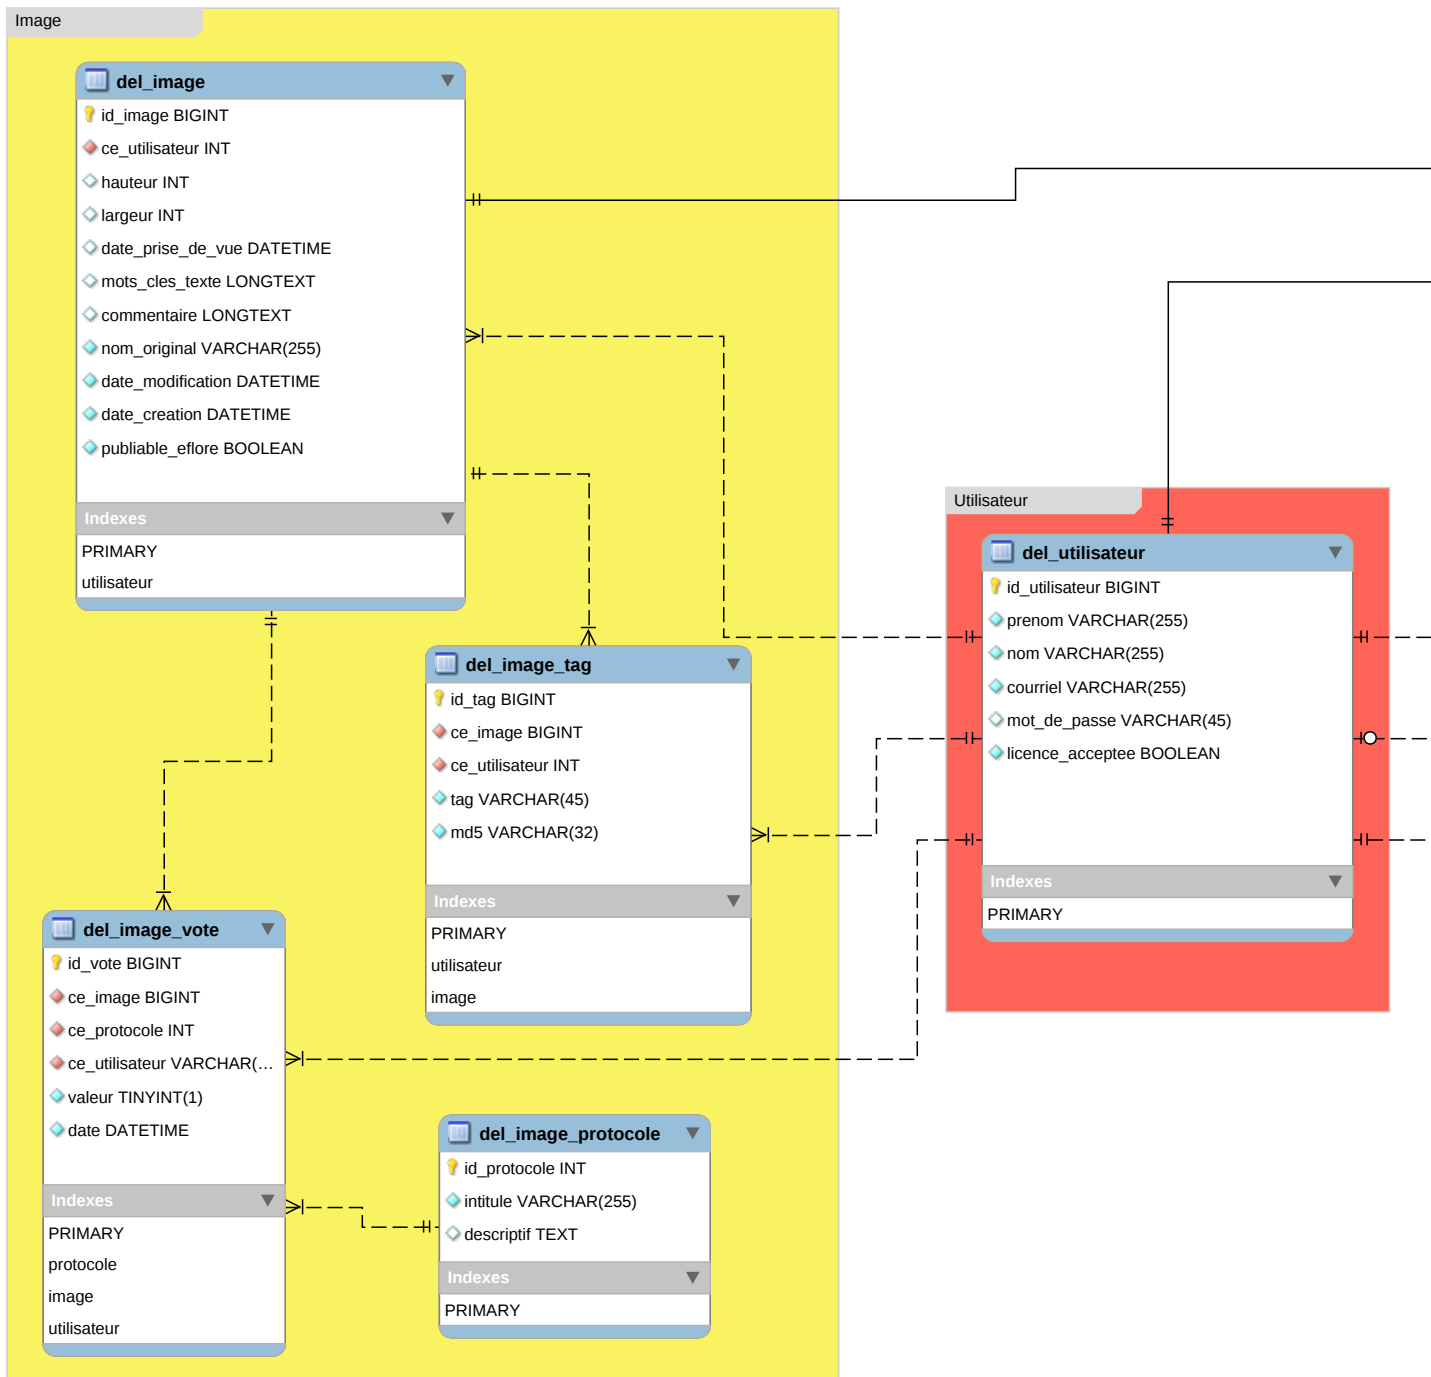 Image
del_image
id_image BIGINT
ce_utilisateur INT
hauteur INT
largeur INT
date_prise_de_vue DATETIME
mots_cles_texte LONGTEXT
commentaire LONGTEXT
nom_original VARCHAR(255)
date_modification DATETIME
date_creation DATETIME
publiable_eflore BOOLEAN
Indexes
PRIMARY
utilisateur
Utilisateur
del_utilisateur
id_utilisateur BIGINT
prenom VARCHAR(255)
nom VARCHAR(255)
courriel VARCHAR(255)
mot_de_passe VARCHAR(45)
licence_acceptee BOOLEAN
Indexes
PRIMARY
del_image_tag
id_tag BIGINT
ce_image BIGINT
ce_utilisateur INT
tag VARCHAR(45)
md5 VARCHAR(32)
Indexes
PRIMARY
utilisateur
image
del_image_vote
id_vote BIGINT
ce_image BIGINT
ce_protocole INT
ce_utilisateur VARCHAR(…
valeur TINYINT(1)
date DATETIME
Indexes
PRIMARY
protocole
image
utilisateur
del_image_protocole
id_protocole INT
intitule VARCHAR(255)
descriptif TEXT
Indexes
PRIMARY